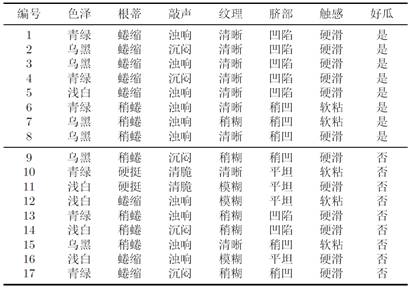 编号 色泽 根蒂 敲声 纹理 脐部 触感 好瓜
1 青绿 蜷缩 浊响 清晰 凹陷 硬滑 是
2 乌黑 蜷缩 沉闷 清晰 凹陷 硬滑 是
3 乌黑 蜷缩 浊响 清晰 凹陷 硬滑 是
4 青绿 蜷缩 沉闷 清晰 凹陷 硬滑 是
5 浅白 蜷缩 浊响 清晰 凹陷 硬滑 是
6 青绿 稍蜷 浊响 清晰 稍凹 软粘 是
7 乌黑 稍蜷 浊响 稍糊 稍凹 软粘 是
8 乌黑 稍蜷 浊响 清晰 稍凹 硬滑 是
9 乌黑 稍蜷 沉闷 稍糊 稍凹 硬滑 否
10 青绿 硬挺 清脆 清晰 平坦 软粘 否
11 浅白 硬挺 清脆 模糊 平坦 硬滑 否
12 浅白 蜷缩 浊响 模糊 平坦 软粘 否
13 青绿 稍蜷 浊响 稍糊 凹陷 硬滑 否
14 浅白 稍蜷 沉闷 稍糊 凹陷 硬滑 否
15 乌黑 稍蜷 浊响 清晰 稍凹 软粘 否
16 浅白 蜷缩 浊响 模糊 平坦 硬滑 否
17 青绿 蜷缩 沉闷 稍糊 稍凹 硬滑 否